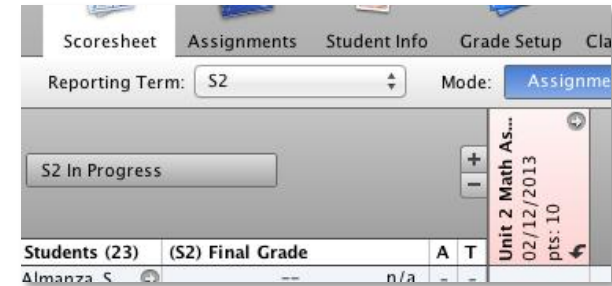 Scoresheet Assignments Student Info Grade Setup Cla
Reporting Term: S2 Mode: Assignme
S2 In Progress
+
−
Unit 2 Math As...
02/12/2013
pts: 10
Students (23) (S2) Final Grade A T
Almanza, S -- n/a - -